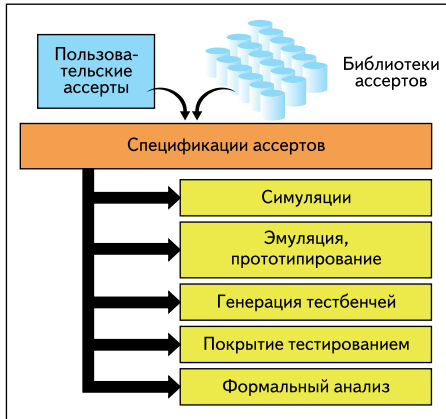 Пользова-
тельские
ассерты
Библиотеки
ассертов
Спецификации ассертов
Симуляции
Эмуляция,
прототипирование
Генерация тестбенчей
Покрытие тестированием
Формальный анализ